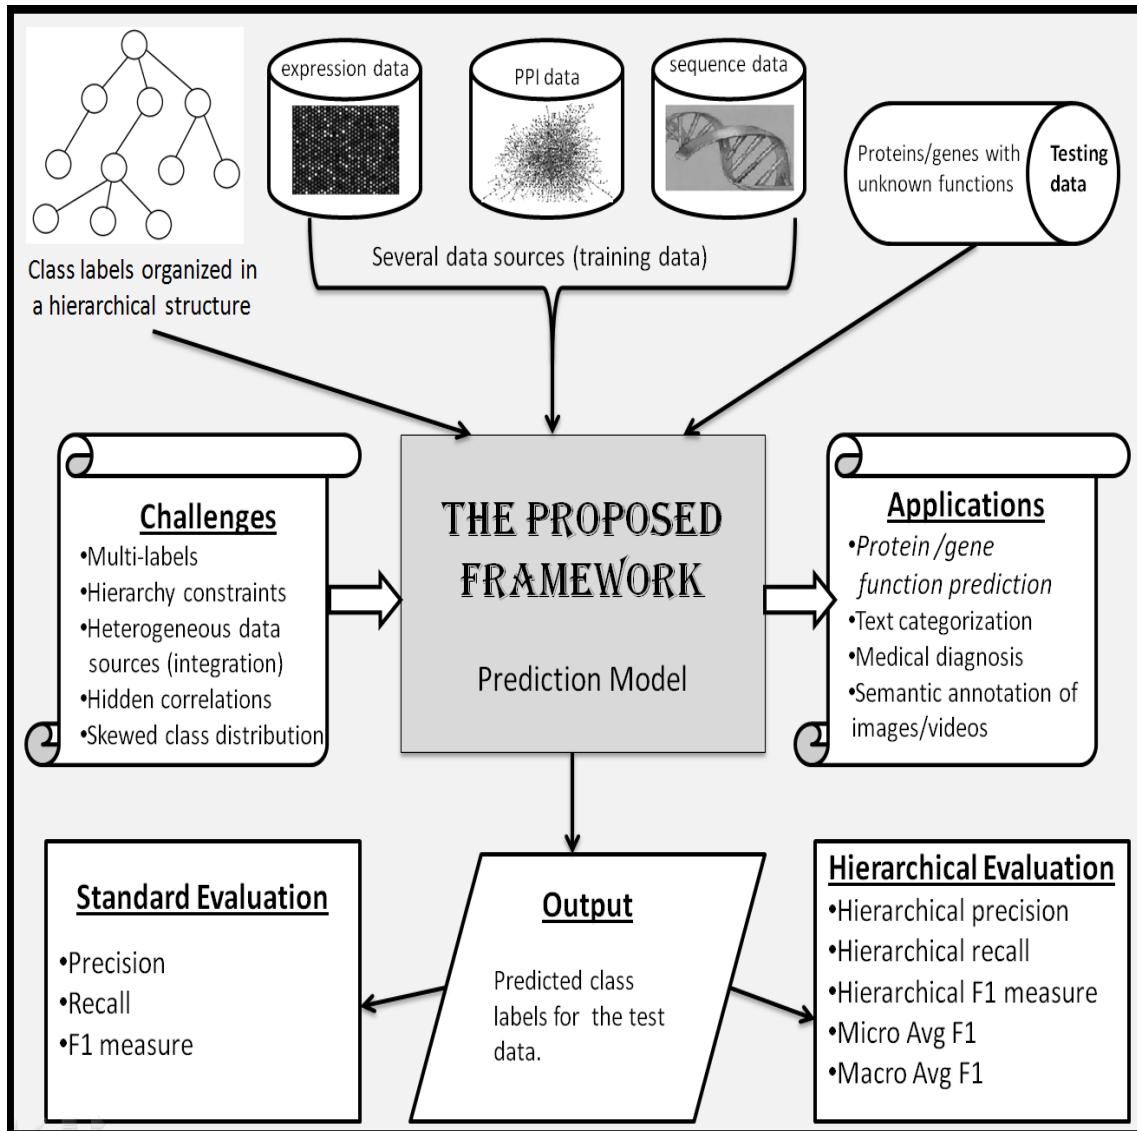 expression data
PPI data
sequence data
Proteins/genes with
unknown functions
Testing
data
Class labels organized in
a hierarchical structure
Several data sources (training data)
Challenges
•Multi-labels
•Hierarchy constraints
•Heterogeneous data
sources (integration)
•Hidden correlations
•Skewed class distribution
THE PROPOSED
FRAMEWORK
Prediction Model
Applications
•Protein /gene
function prediction
•Text categorization
•Medical diagnosis
•Semantic annotation of
images/videos
Standard Evaluation
•Precision
•Recall
•F1 measure
Output
Predicted class
labels for the test
data.
Hierarchical Evaluation
•Hierarchical precision
•Hierarchical recall
•Hierarchical F1 measure
•Micro Avg F1
•Macro Avg F1